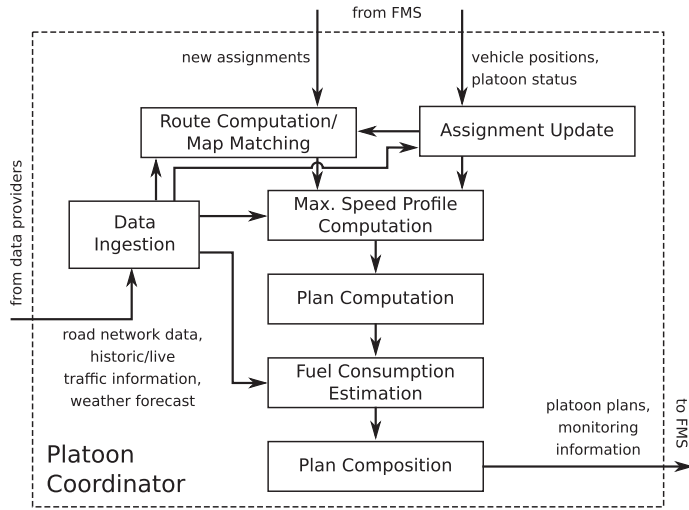 from FMS
new assignments
vehicle positions,
platoon status
Route Computation/
Map Matching
Assignment Update
from data providers
Data
Ingestion
Max. Speed Profile
Computation
Plan Computation
road network data,
historic/live
traffic information,
weather forecast
Fuel Consumption
Estimation
platoon plans,
monitoring
information
to FMS
Platoon
Coordinator
Plan Composition